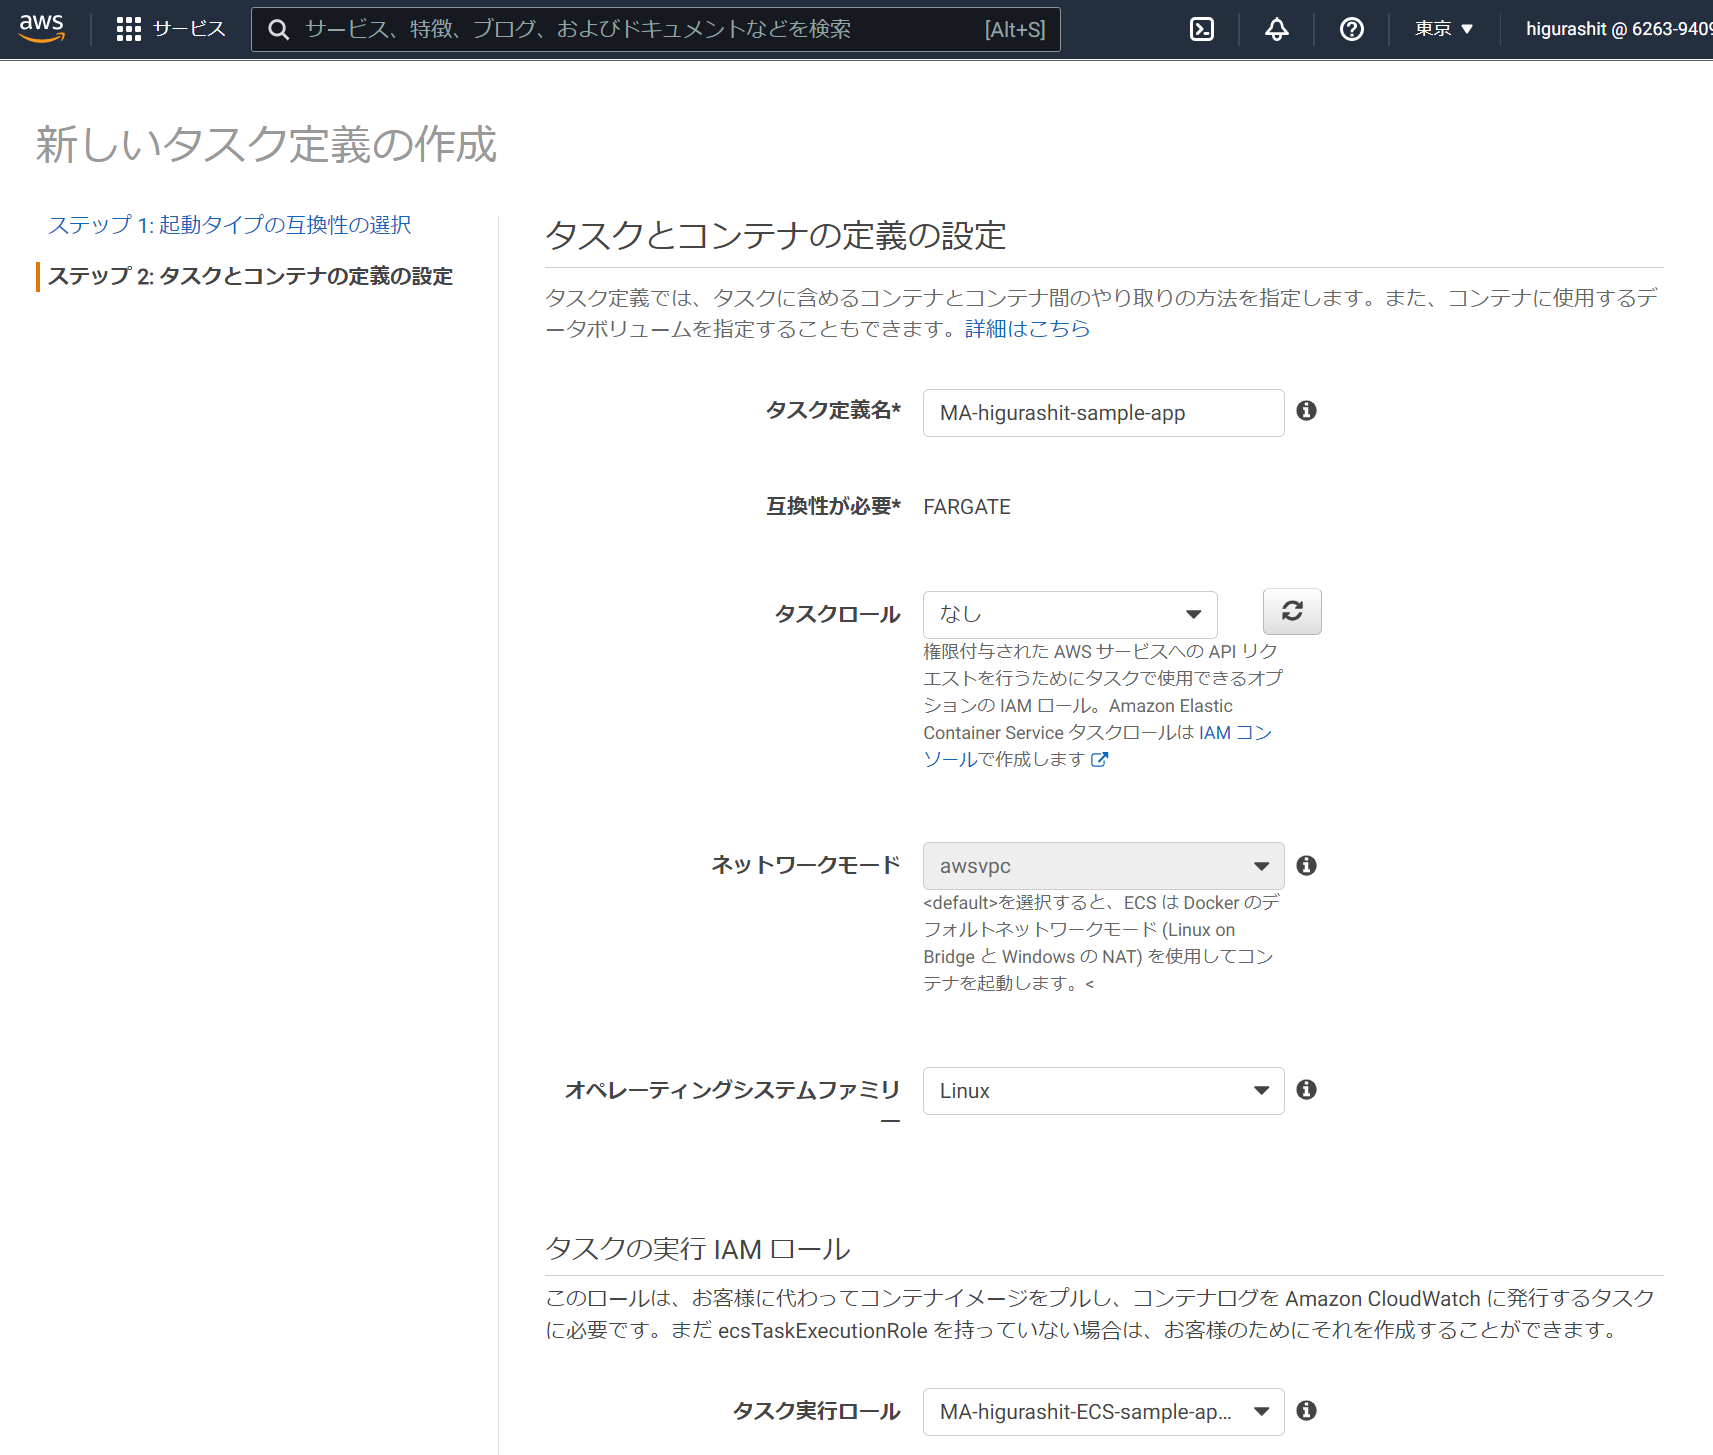 aws
サービス
サービス、特徴、ブログ、およびドキュメントなどを検索
[Alt+S]
東京
higurashit @ 6263-9409
新しいタスク定義の作成
ステップ 1: 起動タイプの互換性の選択
ステップ 2: タスクとコンテナの定義の設定
タスクとコンテナの定義の設定
タスク定義では、タスクに含めるコンテナとコンテナ間のやり取りの方法を指定します。また、コンテナに使用するデ
ータボリュームを指定することもできます。詳細はこちら
タスク定義名*
MA-higurashit-sample-app
互換性が必要*
FARGATE
タスクロール
なし
権限付与された AWS サービスへの API リク
エストを行うためにタスクで使用できるオプ
ションの IAM ロール。Amazon Elastic
Container Service タスクロールは IAM コン
ソールで作成します
ネットワークモード
awsvpc
<default>を選択すると、ECS は Docker のデ
フォルトネットワークモード (Linux on
Bridge と Windows の NAT) を使用してコン
テナを起動します。<
オペレーティングシステムファミリ
ー
Linux
タスクの実行 IAM ロール
このロールは、お客様に代わってコンテナイメージをプルし、コンテナログを Amazon CloudWatch に発行するタスク
に必要です。まだ ecsTaskExecutionRole を持っていない場合は、お客様のためにそれを作成することができます。
タスク実行ロール
MA-higurashit-ECS-sample-ap...